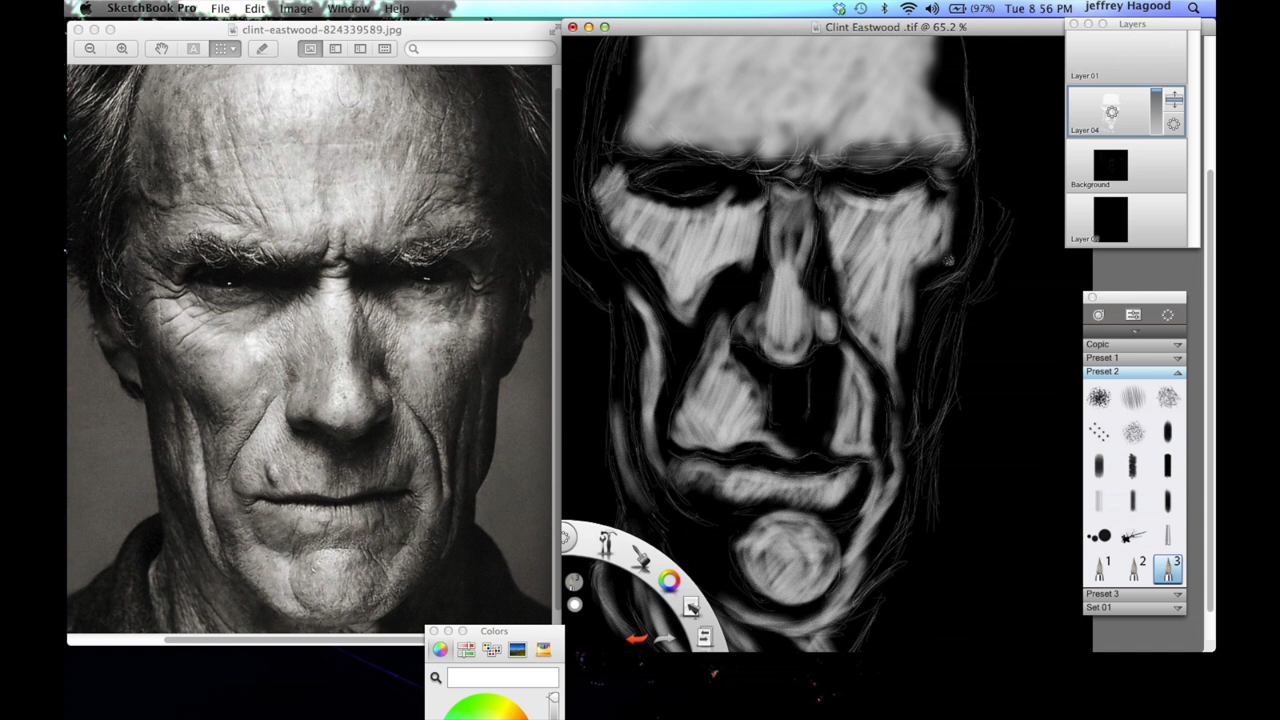 SketchBook Pro File Edit Image Window Help (97%) Tue 8:56 PM jeffrey Hagood
clint-eastwood-824339589.jpg
Clint Eastwood .tif @ 65.2 %
Layers
Layer 01
Layer 04
Background
Layer
Copic
Preset 1
Preset 2
1 2 3
Preset 3
Set 01
Colors